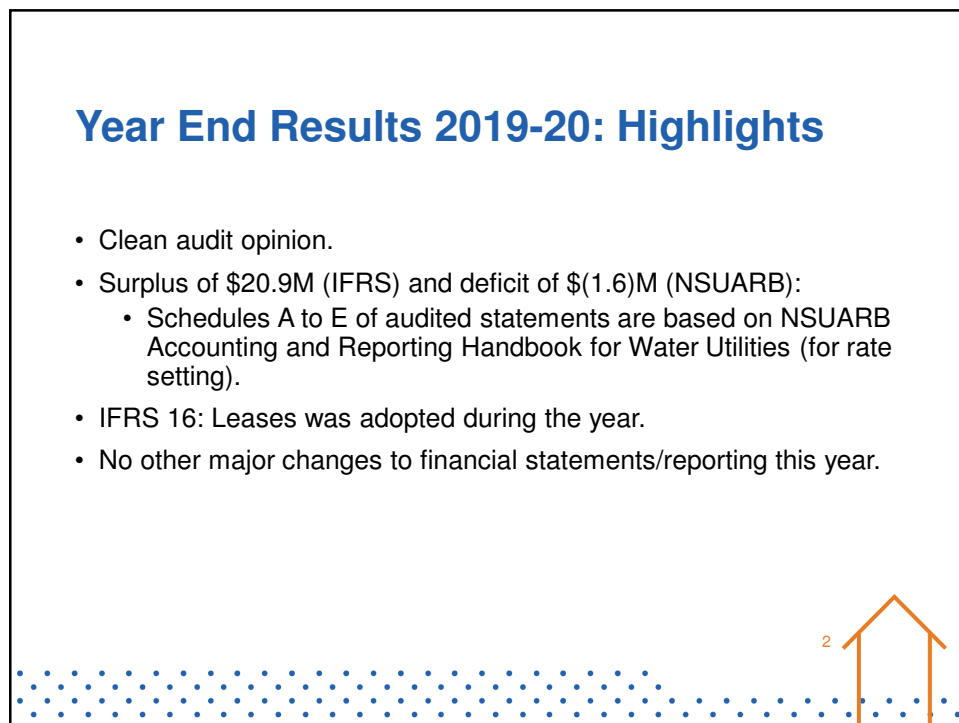 Year End Results 2019-20: Highlights
• Clean audit opinion.
• Surplus of $20.9M (IFRS) and deficit of $(1.6)M (NSUARB):
• Schedules A to E of audited statements are based on NSUARB
Accounting and Reporting Handbook for Water Utilities (for rate
setting).
• IFRS 16: Leases was adopted during the year.
• No other major changes to financial statements/reporting this year.
2